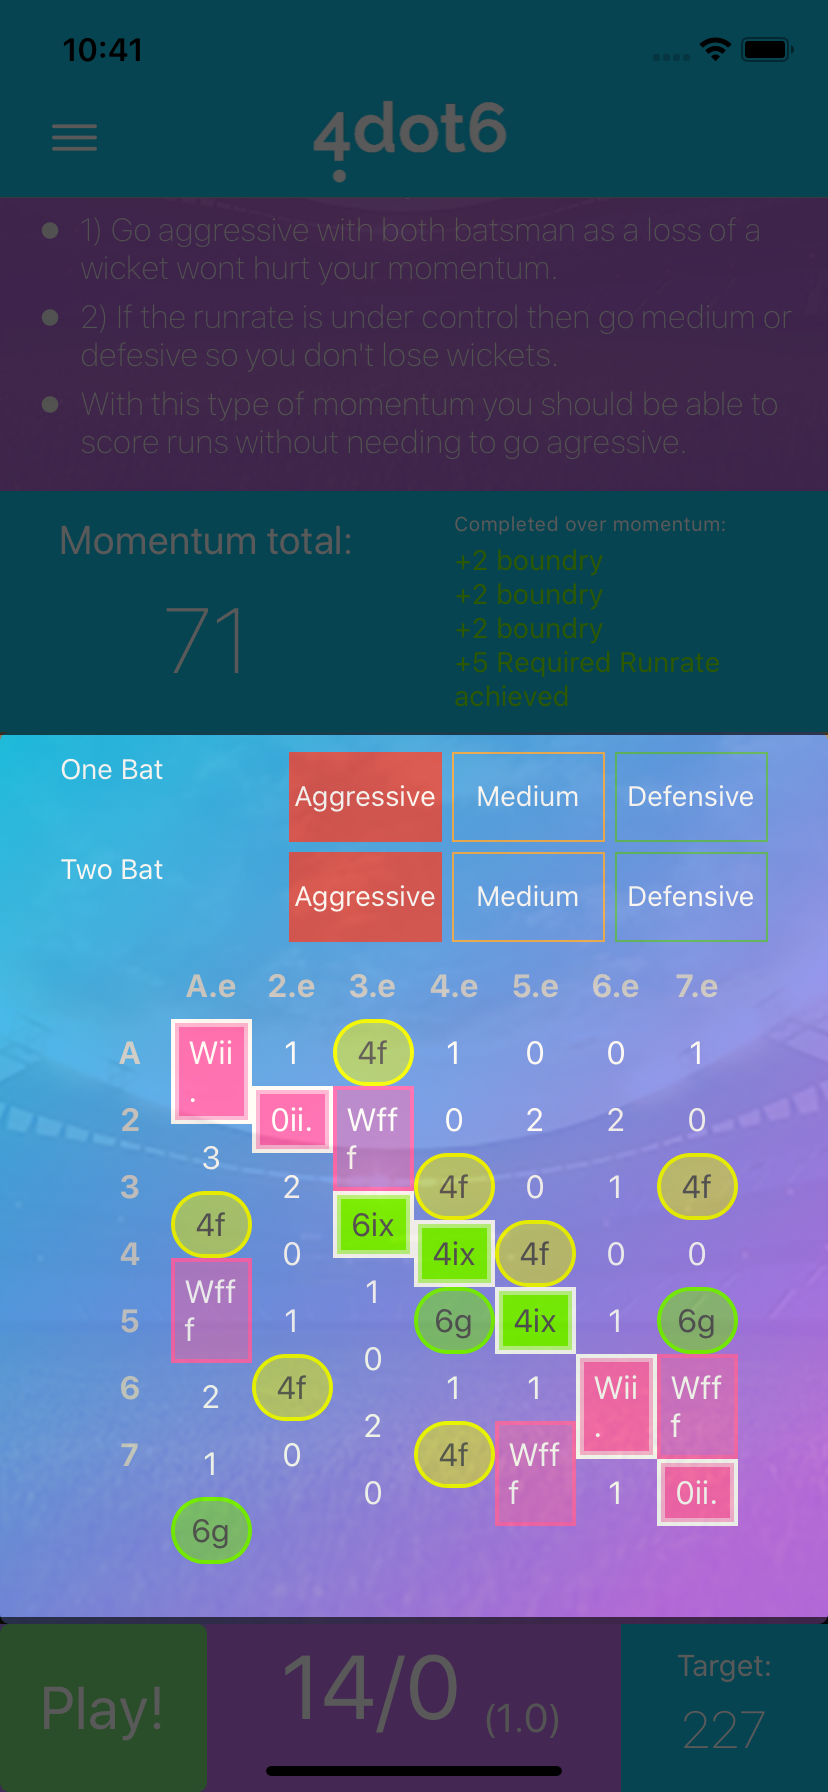 10:41
4dot6
1) Go aggressive with both batsman as a loss of a
wicket wont hurt your momentum.
2) If the runrate is under control then go medium or
defesive so you don't lose wickets.
With this type of momentum you should be able to
score runs without needing to go agressive.
Momentum total:
71
Completed over momentum:
+2 boundry
+2 boundry
+2 boundry
+5 Required Runrate
achieved
One Bat Aggressive Medium Defensive
Two Bat Aggressive Medium Defensive
A.e 2.e 3.e 4.e 5.e 6.e 7.e
A Wii 1 4f 1 0 0 1
.
2 0ii. Wff 0 2 2 0
3 f
3 2 4f 0 1 4f
4f 6ix
4 0 4ix 4f 0 0
Wff 1
5 f 1 6g 4ix 1 6g
0
6 2 4f 1 1 Wii Wff
2 . f
7 1 0 4f Wff
0 f 1 0ii.
6g
Play!
14/0 (1.0)
Target:
227